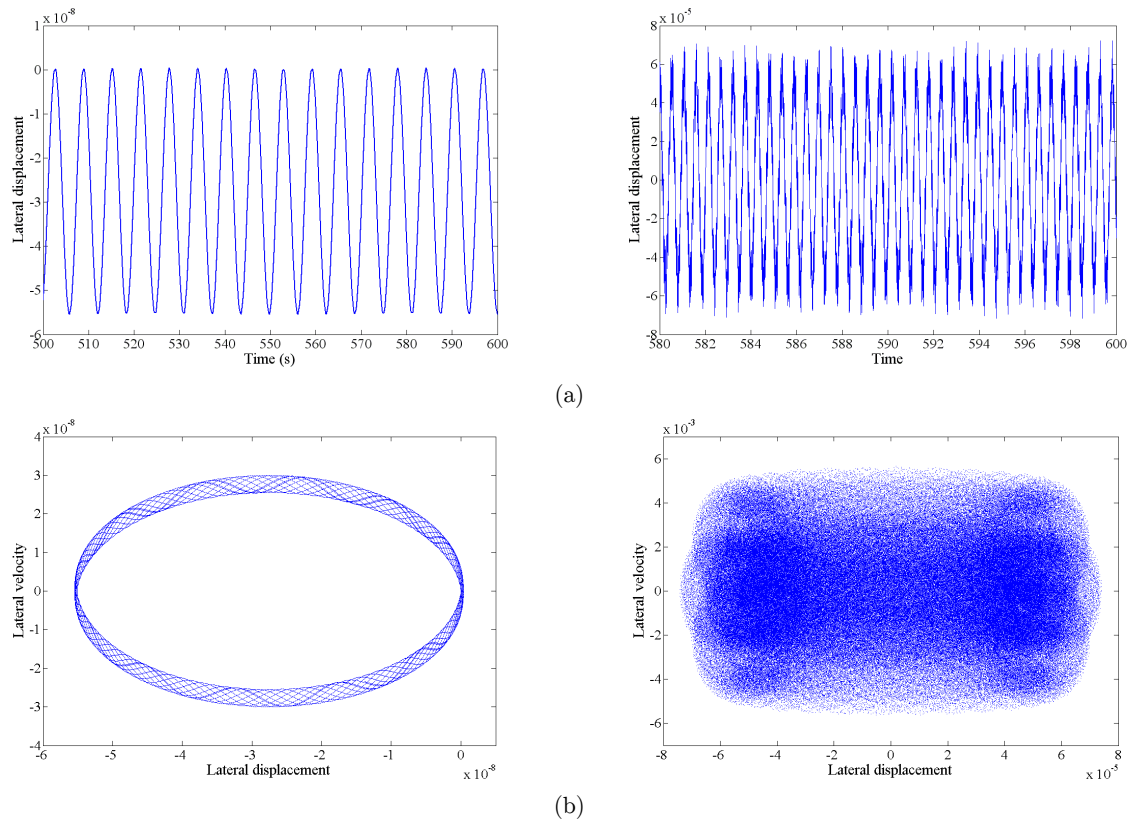 x 10⁻⁸
1
0
-1
-2
-3
-4
-5
-6
Lateral displacement
500 510 520 530 540 550 560 570 580 590 600
Time (s)
x 10⁻⁵
8
6
4
2
0
-2
-4
-6
-8
Lateral displacement
580 582 584 586 588 590 592 594 596 598 600
Time
(a)
x 10⁻⁸
4
3
2
1
0
-1
-2
-3
-4
Lateral velocity
-6 -5 -4 -3 -2 -1 0
Lateral displacement
x 10⁻⁸
x 10⁻³
6
4
2
0
-2
-4
-6
Lateral velocity
-8 -6 -4 -2 0 2 4 6 8
Lateral displacement
x 10⁻⁵
(b)